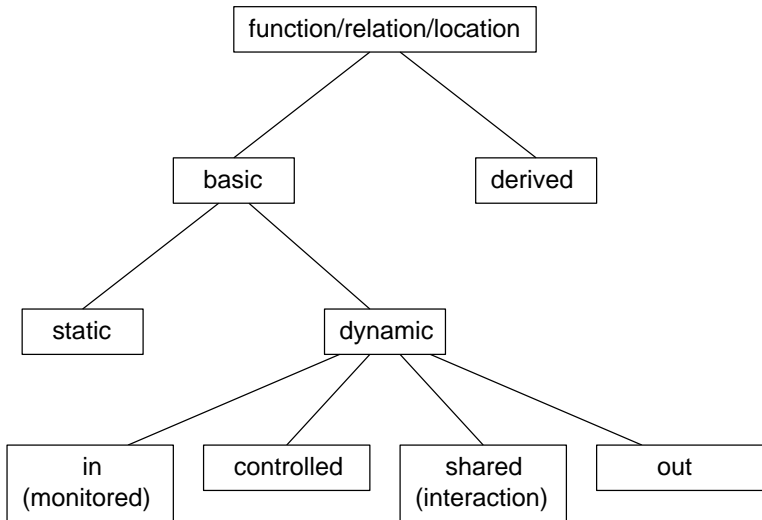 function/relation/location
basic
derived
static
dynamic
in
(monitored)
controlled
shared
(interaction)
out